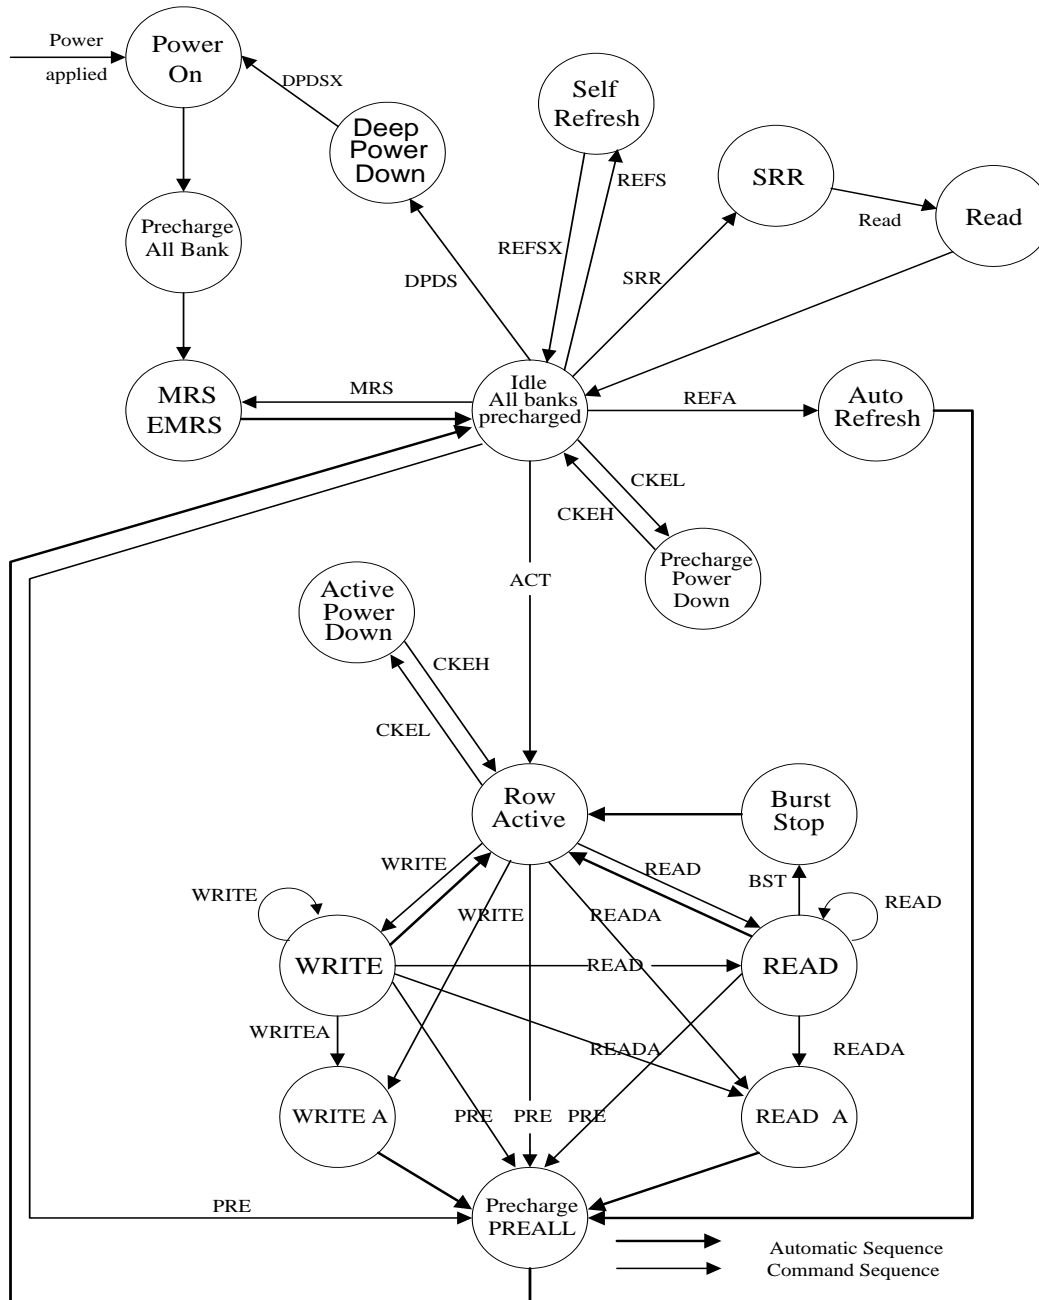 Power
applied
Power
On
DPDSX
Deep
Power
Down
Self
Refresh
SRR
Read
Read
Precharge
All Bank
REFS
REFSX
DPDS
SRR
MRS
EMRS
MRS
Idle
All banks
precharged
REFA
Auto
Refresh
CKEL
CKEH
Precharge
Power
Down
ACT
Active
Power
Down
CKEH
CKEL
Row
Active
Burst
Stop
WRITE
READ
BST
WRITE
WRITE
READA
READ
WRITE
READ
READ
WRITEA
READA
READA
WRITE A
PRE
PRE
PRE
READ A
PRE
Precharge
PREALL
Automatic Sequence
Command Sequence